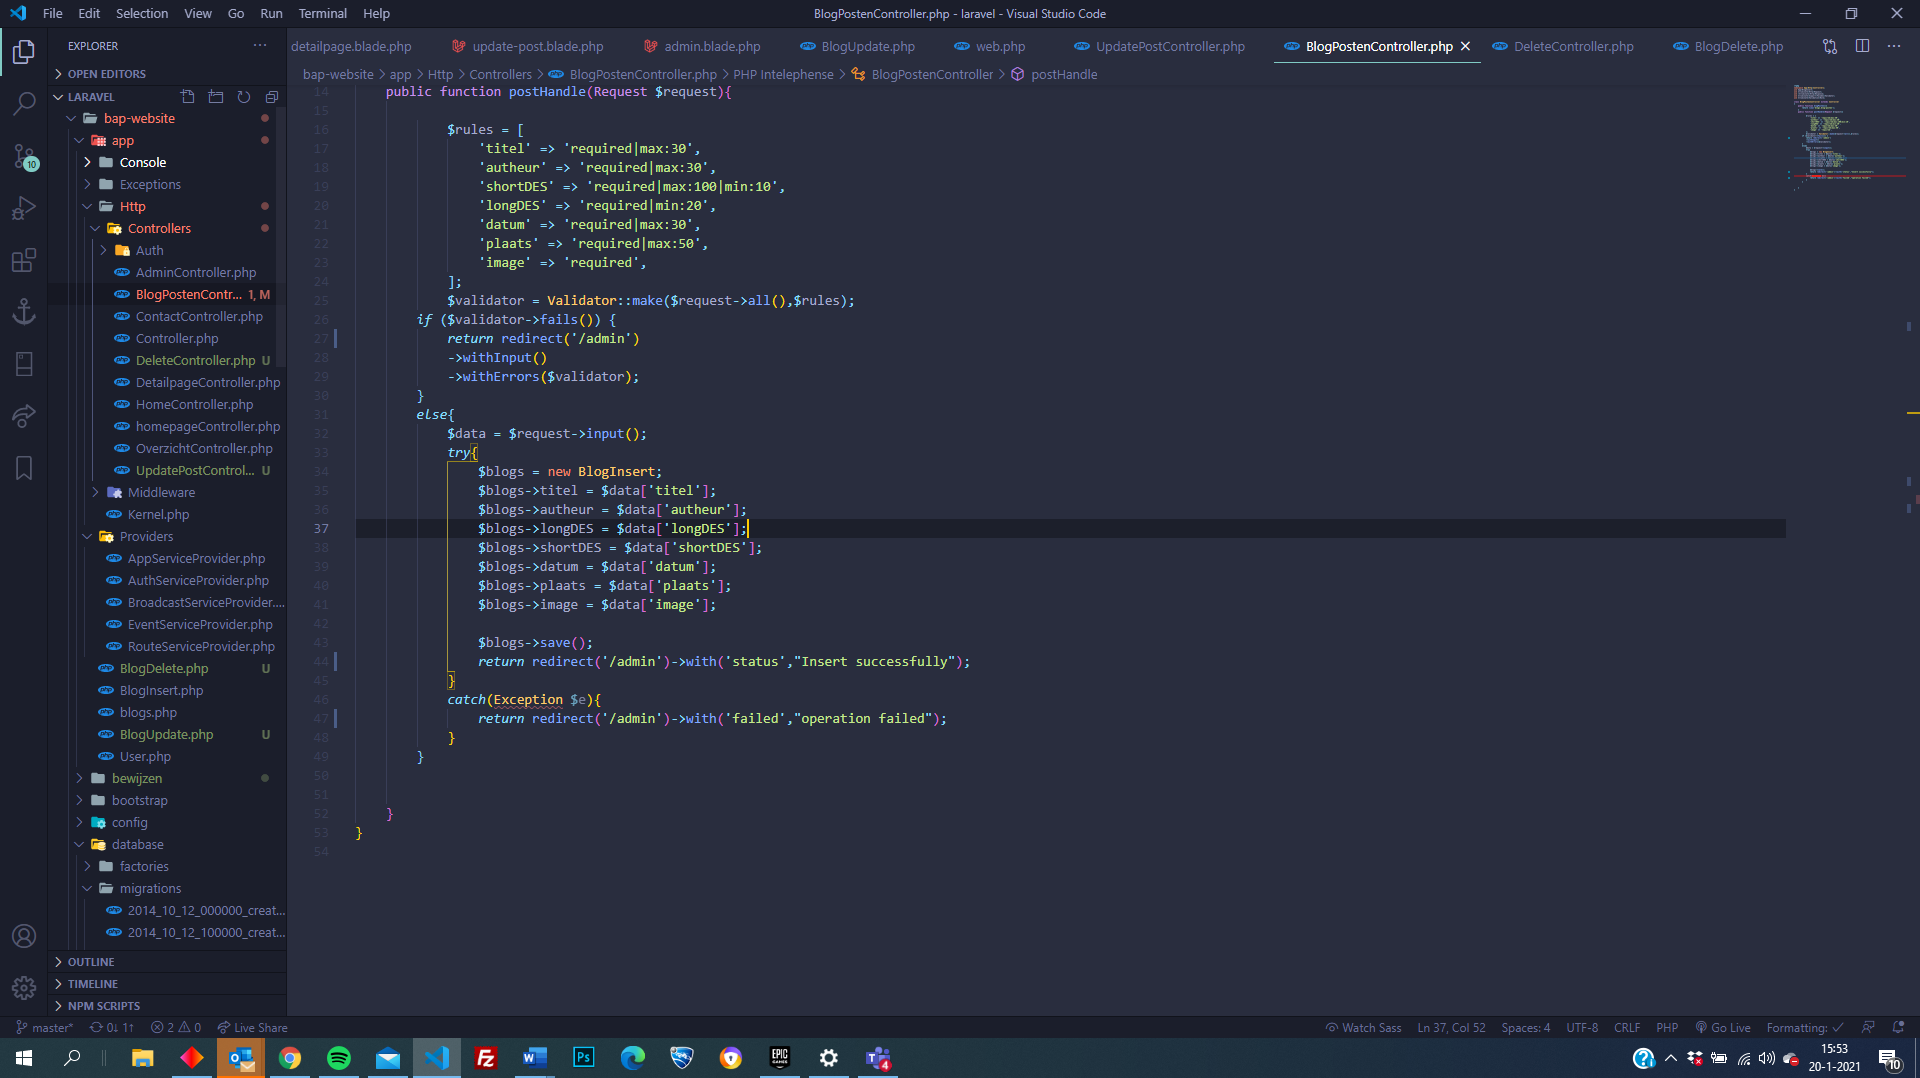 File Edit Selection View Go Run Terminal Help
BlogPostenController.php - laravel - Visual Studio Code
EXPLORER
detailpage.blade.php update-post.blade.php admin.blade.php BlogUpdate.php web.php UpdatePostController.php BlogPostenController.php DeleteController.php BlogDelete.php
bap-website > app > Http > Controllers > BlogPostenController.php > PHP Intelephense > BlogPostenController > postHandle
OPEN EDITORS
LARAVEL
bap-website
app
Console
Exceptions
Http
Controllers
Auth
AdminController.php
BlogPostenContr... 1, M
ContactController.php
Controller.php
DeleteController.php U
DetailpageController.php
HomeController.php
homepageController.php
OverzichtController.php
UpdatePostControl... U
Middleware
Kernel.php
Providers
AppServiceProvider.php
AuthServiceProvider.php
BroadcastServiceProvider....
EventServiceProvider.php
RouteServiceProvider.php
BlogDelete.php U
BlogInsert.php
blogs.php
BlogUpdate.php U
User.php
bewijzen
bootstrap
config
database
factories
migrations
2014_10_12_000000_creat...
2014_10_12_100000_creat...
OUTLINE
TIMELINE
NPM SCRIPTS
10
14 public function postHandle(Request $request){
15
16 $rules = [
17 'titel' => 'required|max:30',
18 'autheur' => 'required|max:30',
19 'shortDES' => 'required|max:100|min:10',
20 'longDES' => 'required|min:20',
21 'datum' => 'required|max:30',
22 'plaats' => 'required|max:50',
23 'image' => 'required',
24 ];
25 $validator = Validator::make($request->all(),$rules);
26 if ($validator->fails()) {
27 return redirect('/admin')
28 ->withInput()
29 ->withErrors($validator);
30 }
31 else{
32 $data = $request->input();
33 try{
34 $blogs = new BlogInsert;
35 $blogs->titel = $data['titel'];
36 $blogs->autheur = $data['autheur'];
37 $blogs->longDES = $data['longDES'];
38 $blogs->shortDES = $data['shortDES'];
39 $blogs->datum = $data['datum'];
40 $blogs->plaats = $data['plaats'];
41 $blogs->image = $data['image'];
42
43 $blogs->save();
44 return redirect('/admin')->with('status',"Insert successfully");
45 }
46 catch(Exception $e){
47 return redirect('/admin')->with('failed',"operation failed");
48 }
49 }
50
51
52 }
53 }
54
master* 0↓ 1↑ 2 0 Live Share
Watch Sass Ln 37, Col 52 Spaces: 4 UTF-8 CRLF PHP Go Live Formatting: ✓
W Ps EPIC GAMES 4
15:53
20-1-2021
10